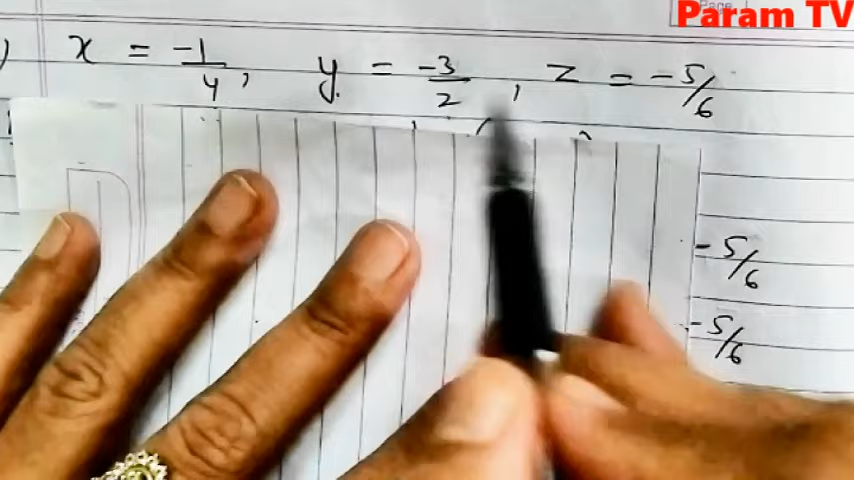 Param TV
) x = -1/4, y = -3/2, z = -5/6
-5/6
-5/6